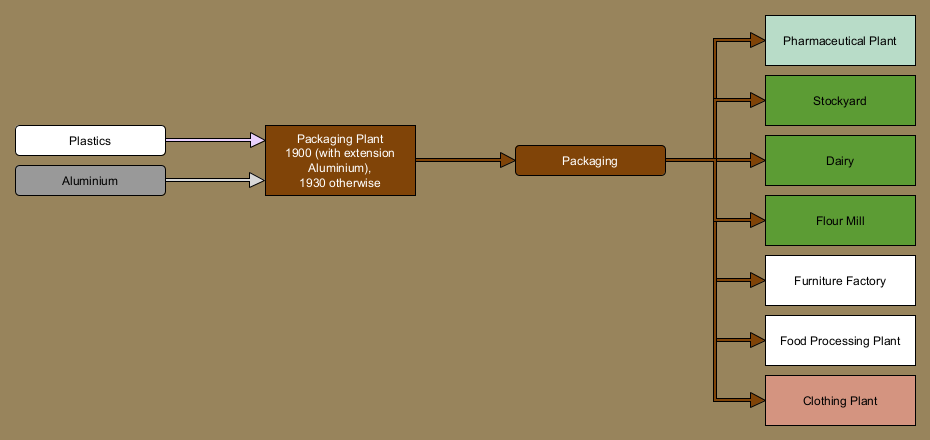 Plastics
Aluminium
Packaging Plant
1900 (with extension
Aluminium),
1930 otherwise
Packaging
Pharmaceutical Plant
Stockyard
Dairy
Flour Mill
Furniture Factory
Food Processing Plant
Clothing Plant